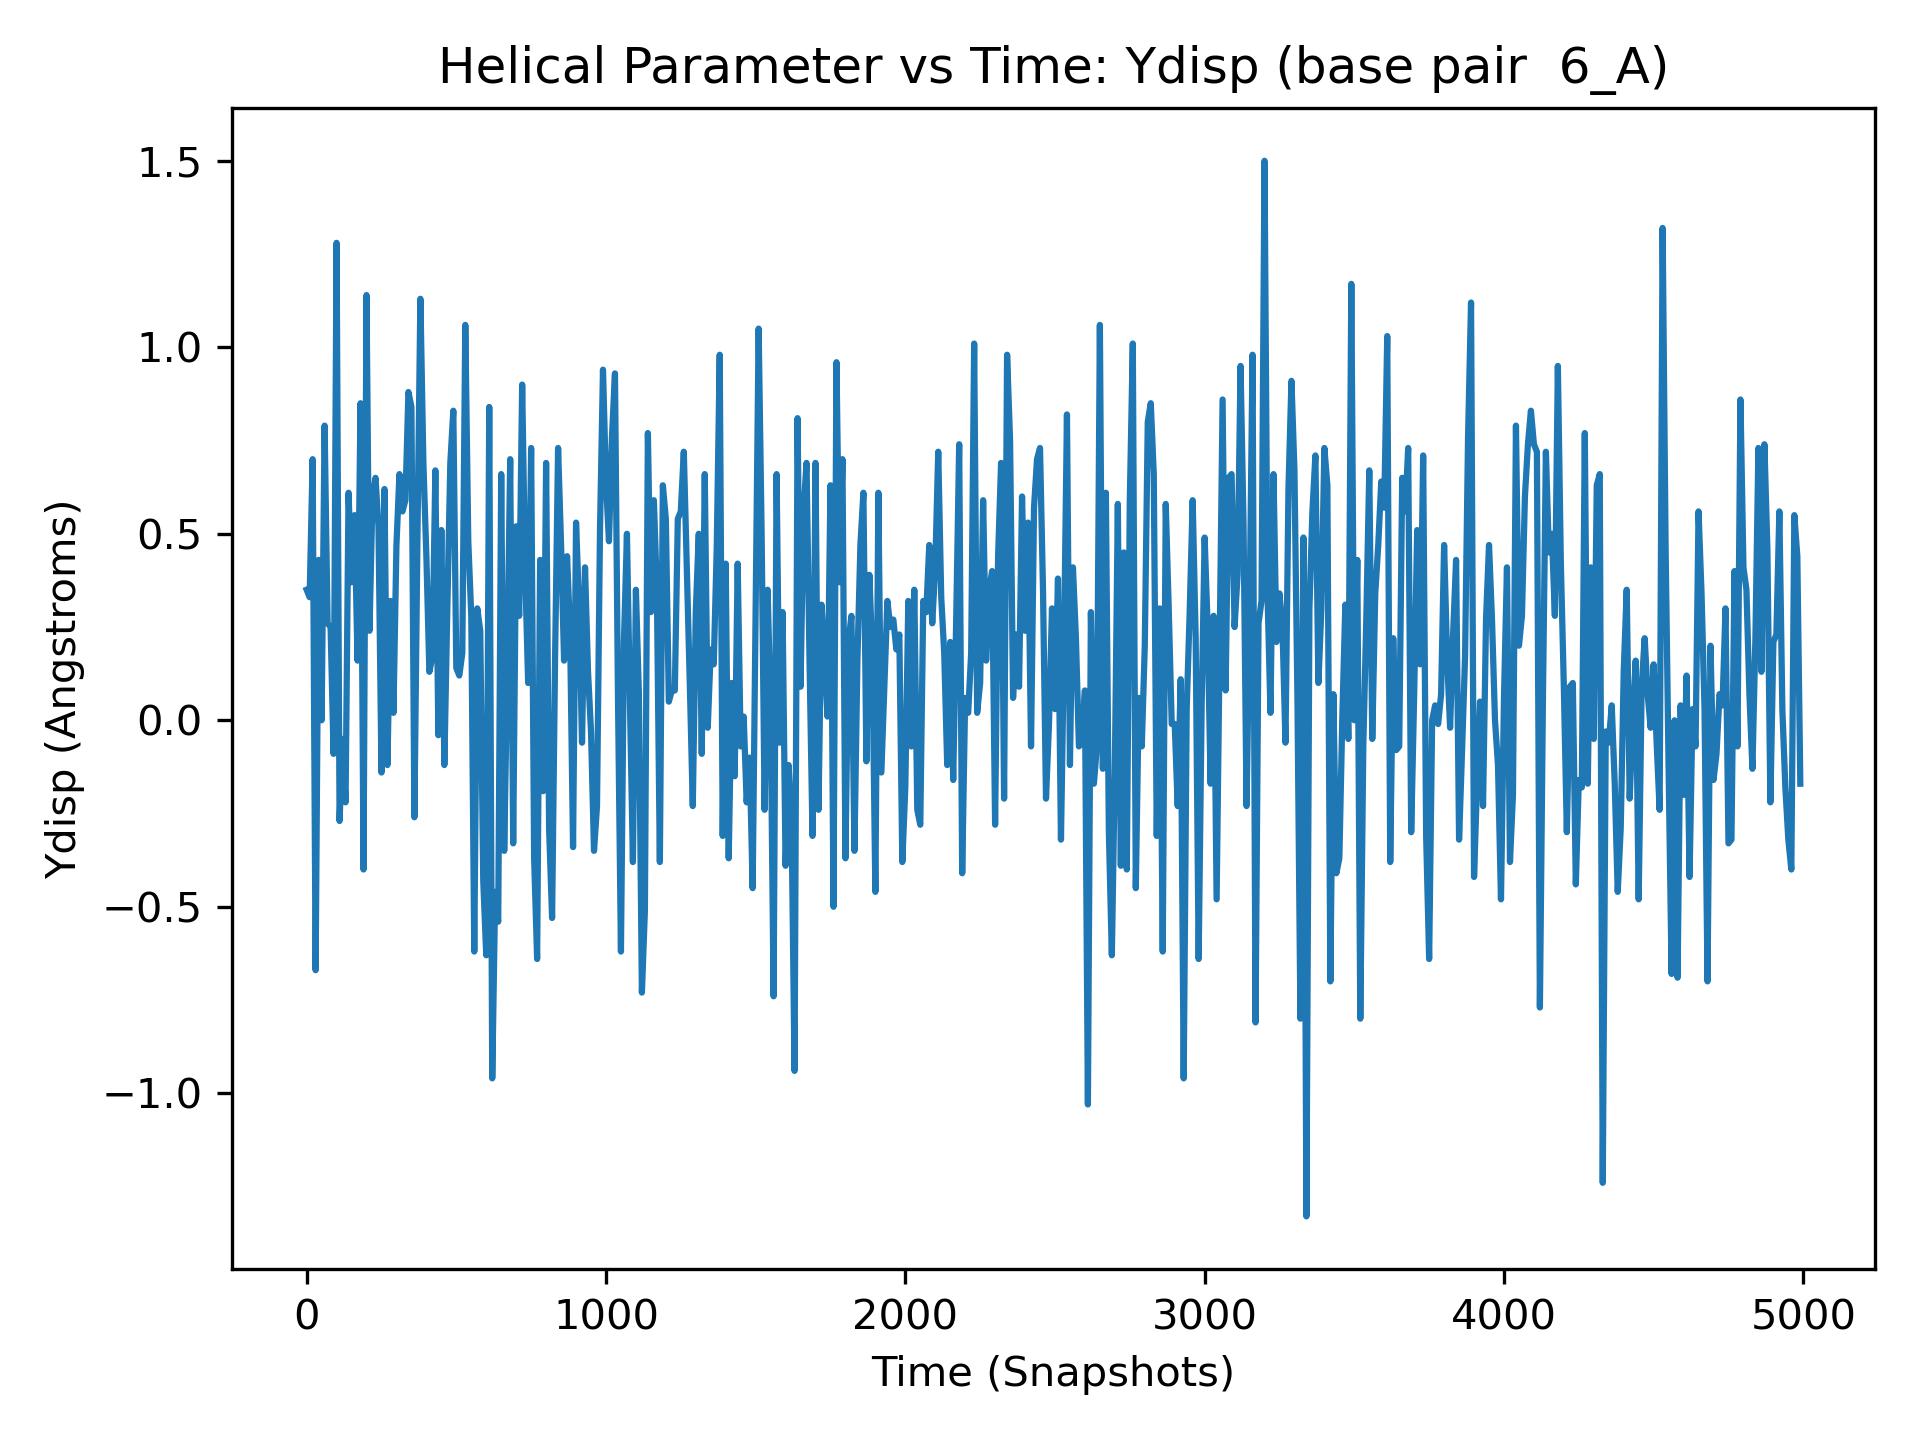 Helical Parameter vs Time: Ydisp (base pair  6_A)
Ydisp (Angstroms)
1.5
1.0
0.5
0.0
−0.5
−1.0
0 1000 2000 3000 4000 5000
Time (Snapshots)